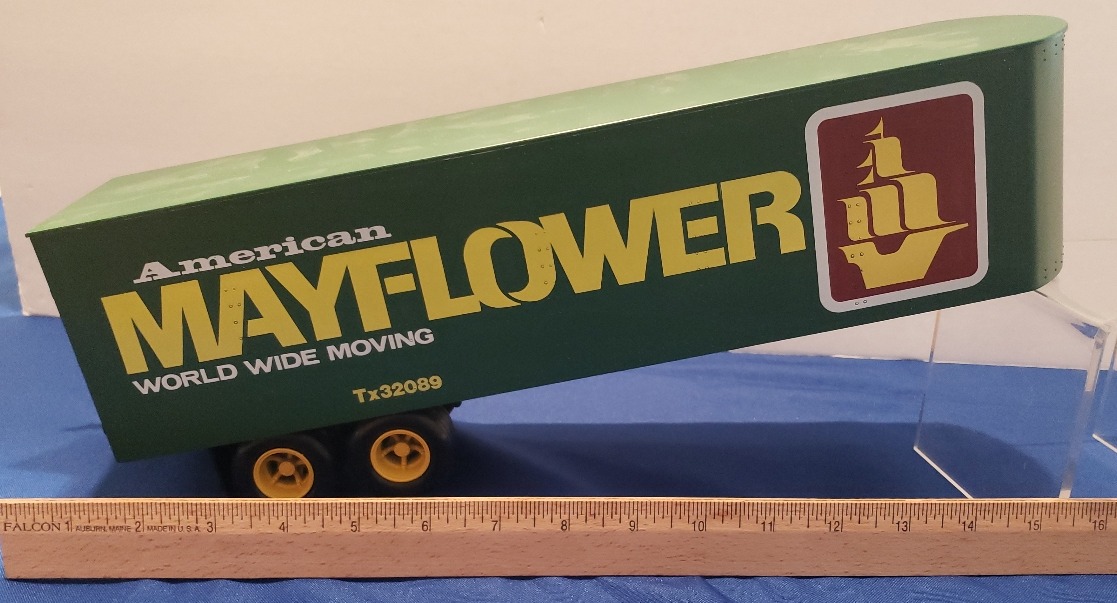 American
MAYFLOWER
WORLD WIDE MOVING
Tx32089
FALCON 1 AUBURN, MAINE 2 MADE IN U.S.A. 3 4 5 6 7 8 9 10 11 12 13 14 15 16